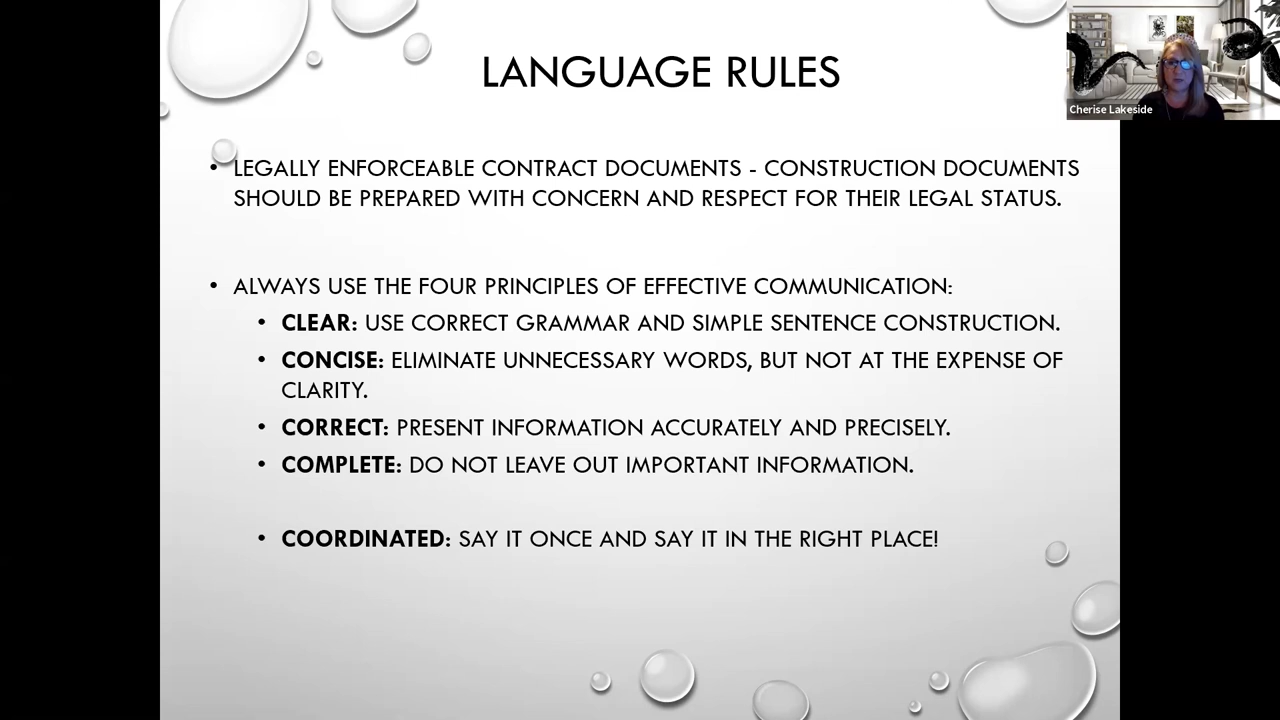 LANGUAGE RULES
Cherise Lakeside
• LEGALLY ENFORCEABLE CONTRACT DOCUMENTS - CONSTRUCTION DOCUMENTS
SHOULD BE PREPARED WITH CONCERN AND RESPECT FOR THEIR LEGAL STATUS.
• ALWAYS USE THE FOUR PRINCIPLES OF EFFECTIVE COMMUNICATION:
• CLEAR: USE CORRECT GRAMMAR AND SIMPLE SENTENCE CONSTRUCTION.
• CONCISE: ELIMINATE UNNECESSARY WORDS, BUT NOT AT THE EXPENSE OF
CLARITY.
• CORRECT: PRESENT INFORMATION ACCURATELY AND PRECISELY.
• COMPLETE: DO NOT LEAVE OUT IMPORTANT INFORMATION.
• COORDINATED: SAY IT ONCE AND SAY IT IN THE RIGHT PLACE!